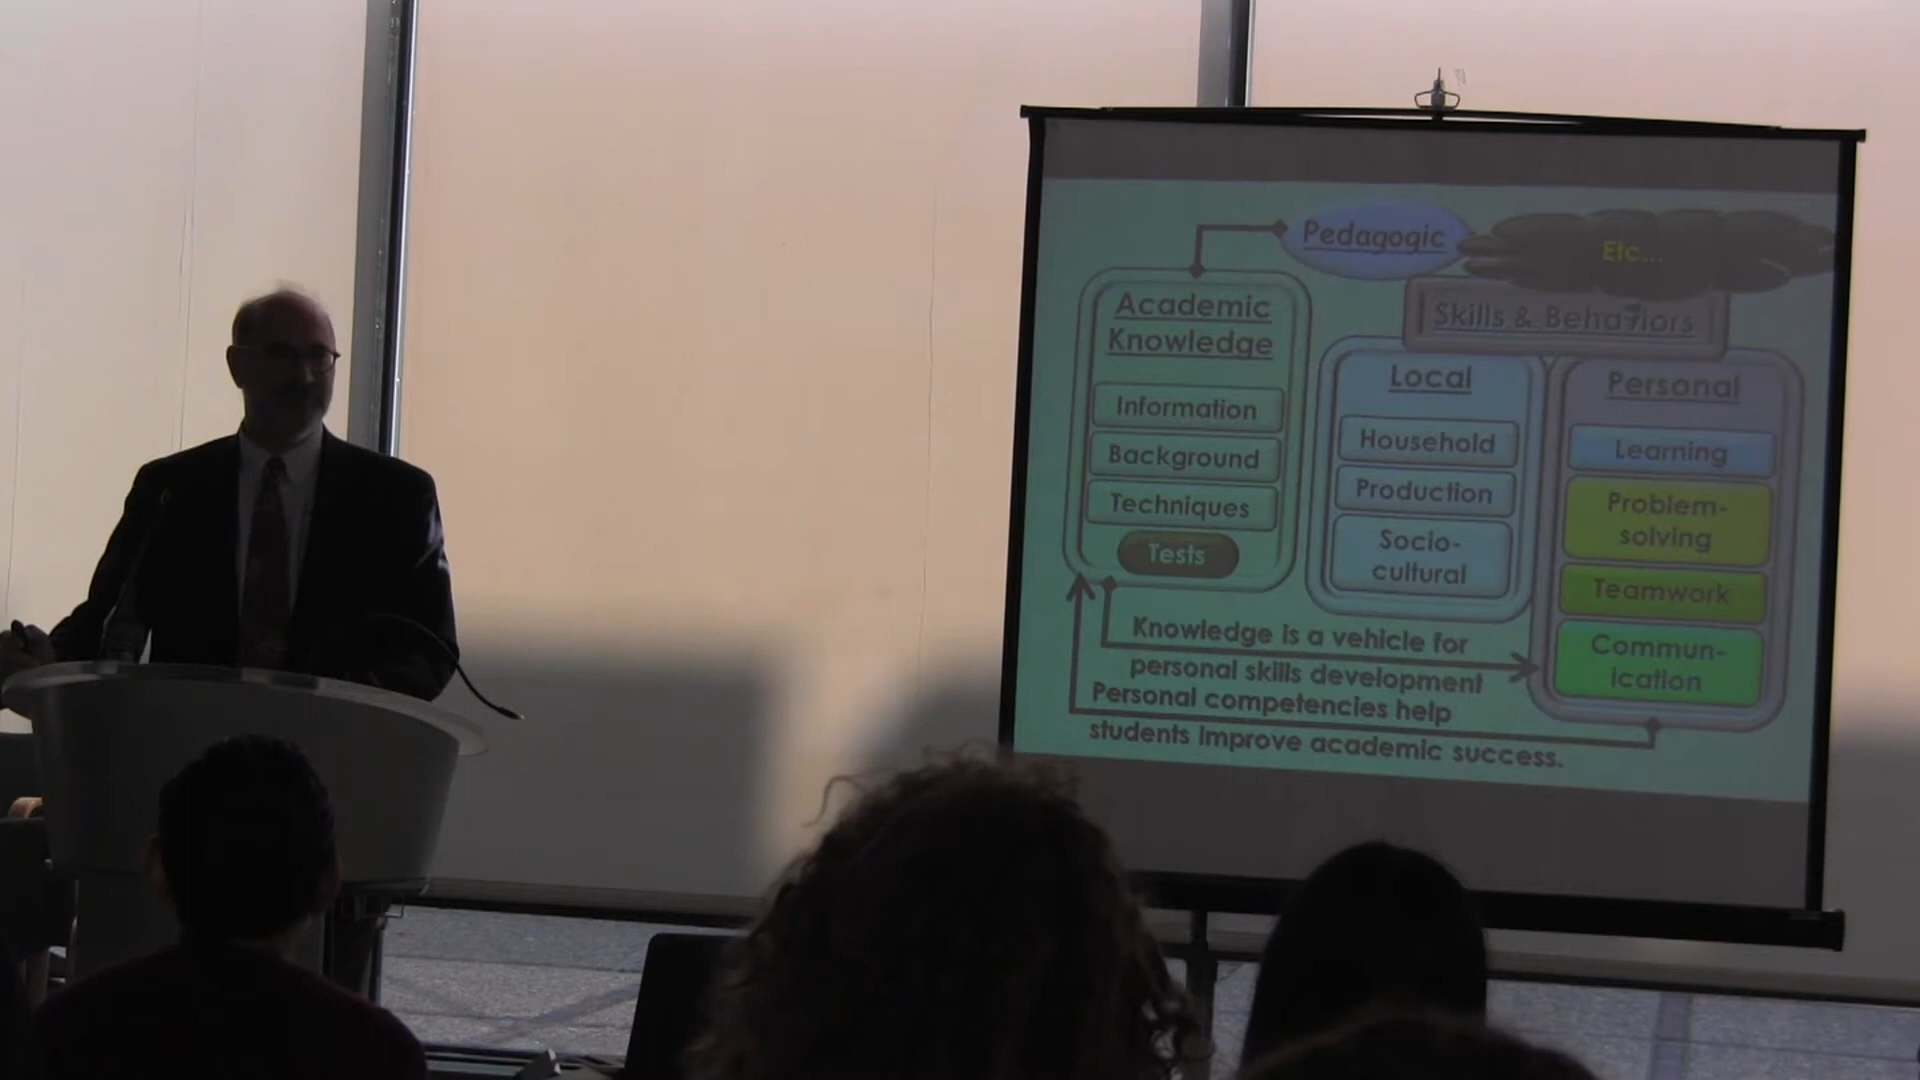 Pedagogic
Etc...
Academic
Knowledge
Information
Background
Techniques
Tests
Skills & Behaviors
Local
Household
Production
Socio-
cultural
Personal
Learning
Problem-
solving
Teamwork
Commun-
ication
Knowledge is a vehicle for
personal skills development
Personal competencies help
students improve academic success.